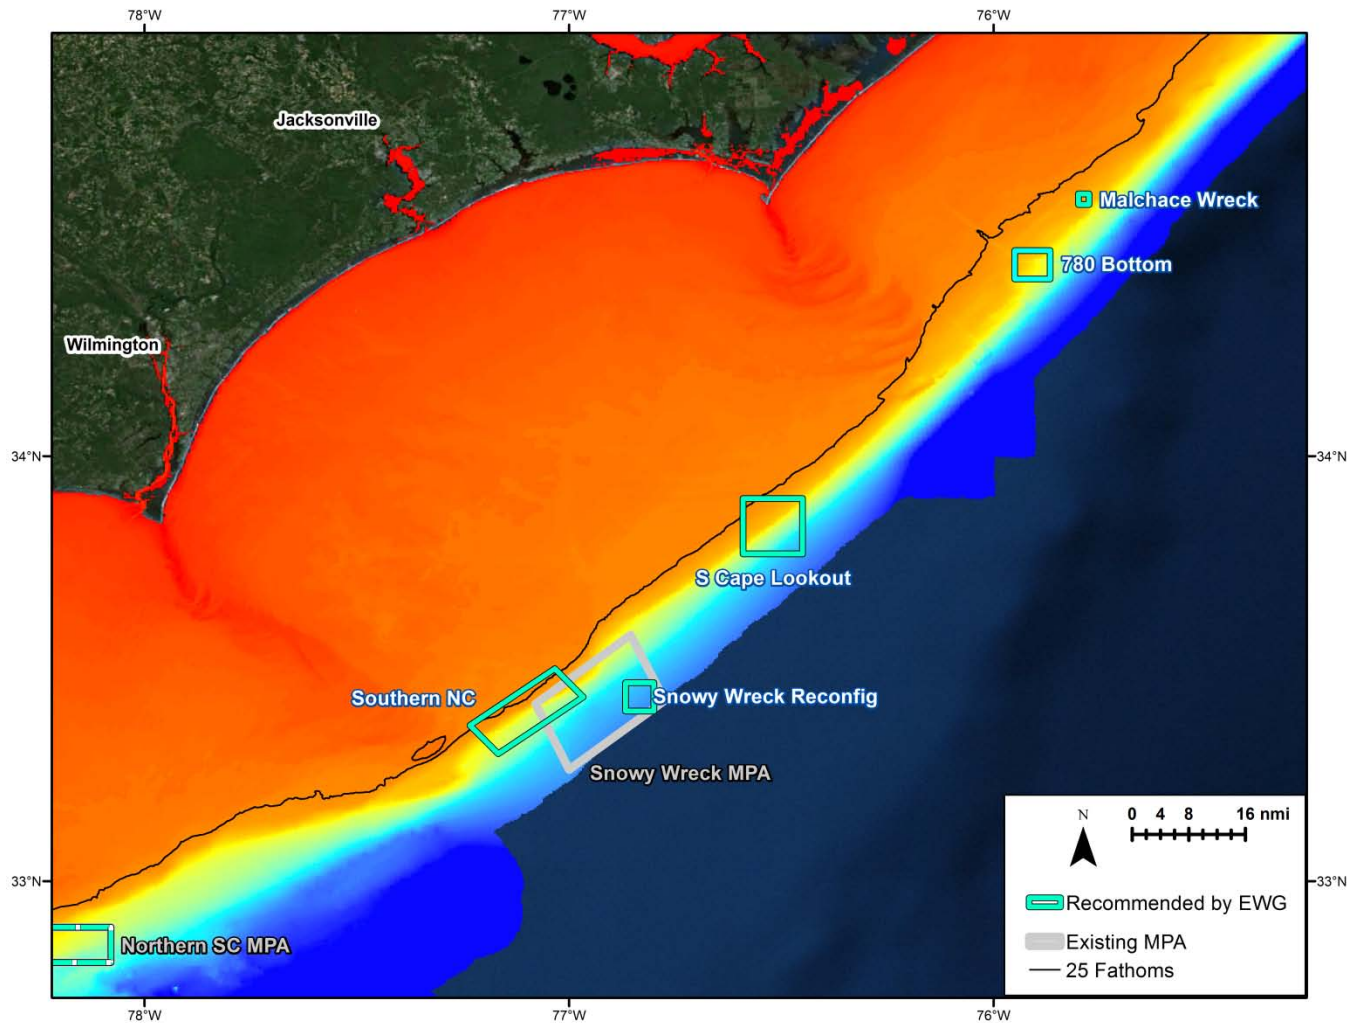 78°W 77°W 76°W
Jacksonville
Malchace Wreck
780 Bottom
Wilmington
34°N 34°N
S Cape Lookout
Southern NC
Snowy Wreck Reconfig
Snowy Wreck MPA
N
0 4 8 16 nmi
33°N 33°N
Recommended by EWG
Northern SC MPA
Existing MPA
25 Fathoms
78°W 77°W 76°W